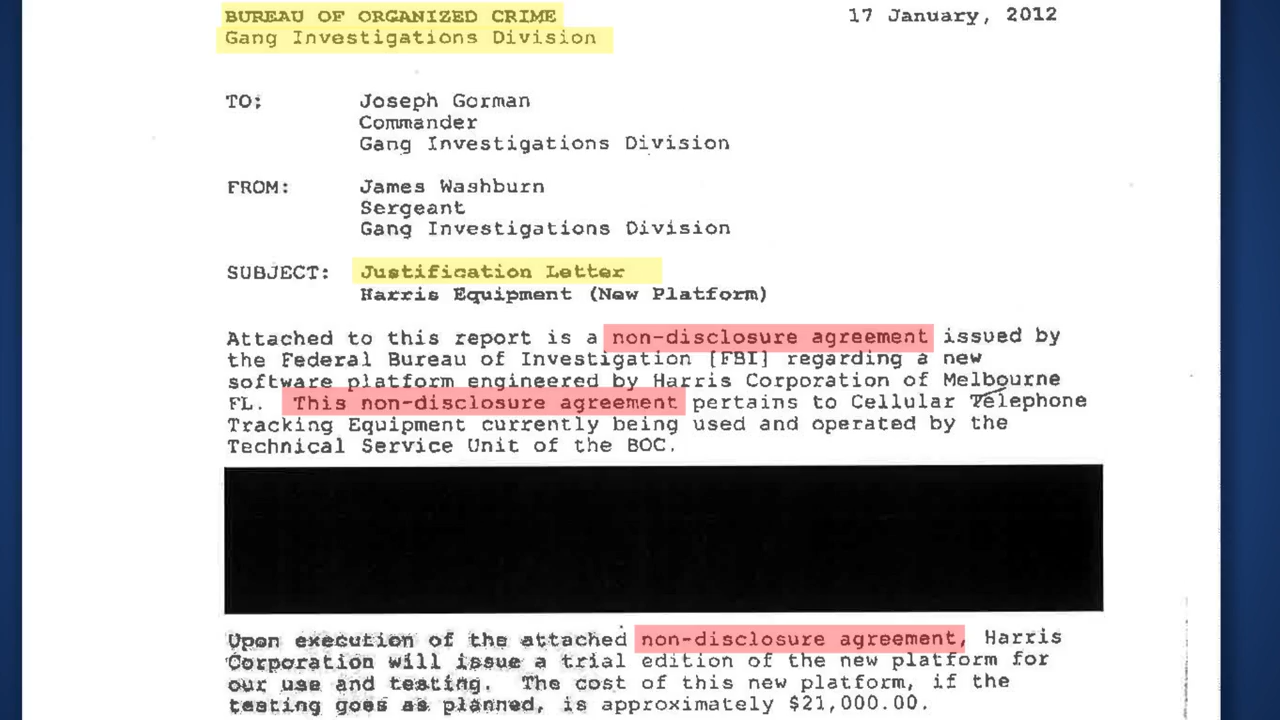 BUREAU OF ORGANIZED CRIME 17 January, 2012
Gang Investigations Division
TO: Joseph Gorman
Commander
Gang Investigations Division
FROM: James Washburn
Sergeant
Gang Investigations Division
SUBJECT: Justification Letter
Harris Equipment (New Platform)
Attached to this report is a non-disclosure agreement issued by
the Federal Bureau of Investigation [FBI] regarding a new
software platform engineered by Harris Corporation of Melbourne
FL. This non-disclosure agreement pertains to Cellular Telephone
Tracking Equipment currently being used and operated by the
Technical Service Unit of the BOC.
Upon execution of the attached non-disclosure agreement, Harris
Corporation will issue a trial edition of the new platform for
our use and testing. The cost of this new platform, if the
testing goes as planned, is approximately $21,000.00.